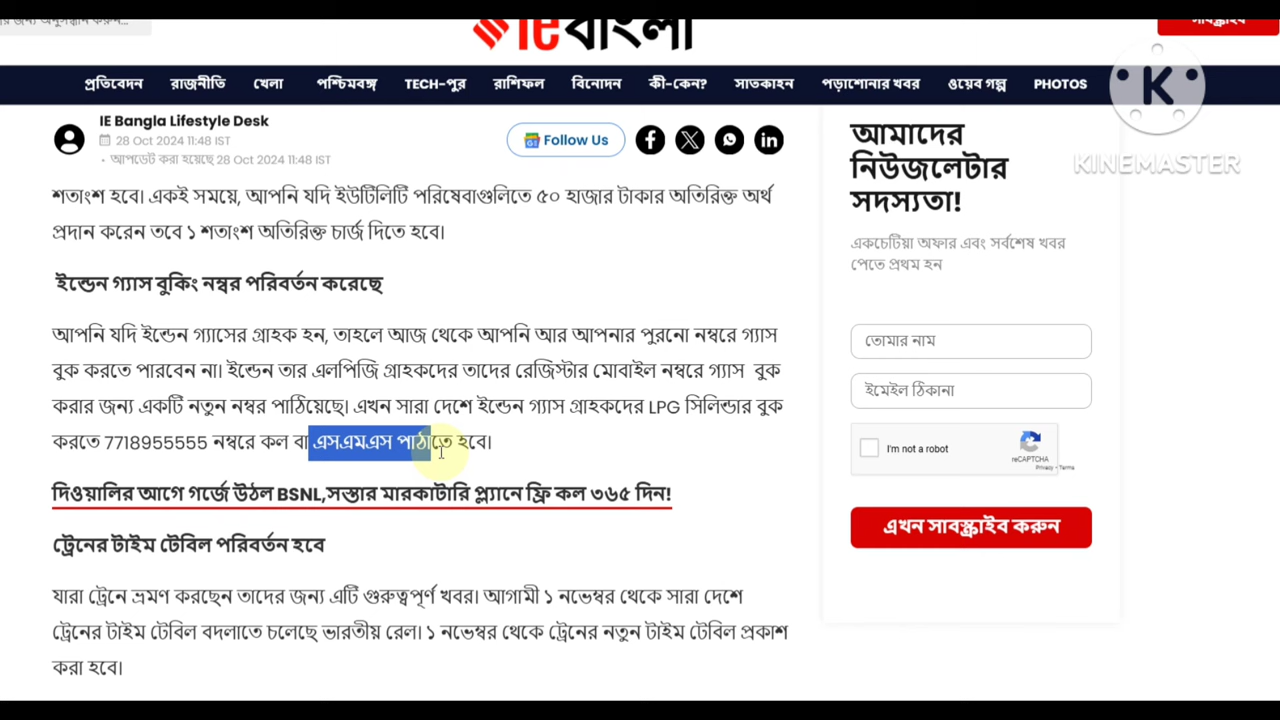 সাবস্ক্রাইব
ieবাংলা
প্রতিবেদন রাজনীতি খেলা পশ্চিমবঙ্গ TECH-পুর রাশিফল বিনোদন কী-কেন? সাতকাহন পড়াশোনার খবর ওয়েব গল্প PHOTOS
K
KINEMASTER
IE Bangla Lifestyle Desk
28 Oct 2024 11:48 IST
• আপডেট করা হয়েছে 28 Oct 2024 11:48 IST
Follow Us
শতাংশ হবে। একই সময়ে, আপনি যদি ইউটিলিটি পরিষেবাগুলিতে ৫০ হাজার টাকার অতিরিক্ত অর্থ
প্রদান করেন তবে ১ শতাংশ অতিরিক্ত চার্জ দিতে হবে।
ইন্ডেন গ্যাস বুকিং নম্বর পরিবর্তন করেছে
আপনি যদি ইন্ডেন গ্যাসের গ্রাহক হন, তাহলে আজ থেকে আপনি আর আপনার পুরনো নম্বরে গ্যাস
বুক করতে পারবেন না। ইন্ডেন তার এলপিজি গ্রাহকদের তাদের রেজিস্টার মোবাইল নম্বরে গ্যাস বুক
করার জন্য একটি নতুন নম্বর পাঠিয়েছে। এখন সারা দেশে ইন্ডেন গ্যাস গ্রাহকদের LPG সিলিন্ডার বুক
করতে 7718955555 নম্বরে কল বা এসএমএস পাঠাতে হবে।
দিওয়ালির আগে গর্জে উঠল BSNL,সস্তার মারকাটারি প্ল্যানে ফ্রি কল ৩৬৫ দিন!
ট্রেনের টাইম টেবিল পরিবর্তন হবে
যারা ট্রেনে ভ্রমণ করছেন তাদের জন্য এটি গুরুত্বপূর্ণ খবর। আগামী ১ নভেম্বর থেকে সারা দেশে
ট্রেনের টাইম টেবিল বদলাতে চলেছে ভারতীয় রেল। ১ নভেম্বর থেকে ট্রেনের নতুন টাইম টেবিল প্রকাশ
করা হবে।
আমাদের
নিউজলেটার
সদস্যতা!
একচেটিয়া অফার এবং সর্বশেষ খবর
পেতে প্রথম হন
তোমার নাম
ইমেইল ঠিকানা
I'm not a robot
reCAPTCHA
Privacy - Terms
এখন সাবস্ক্রাইব করুন